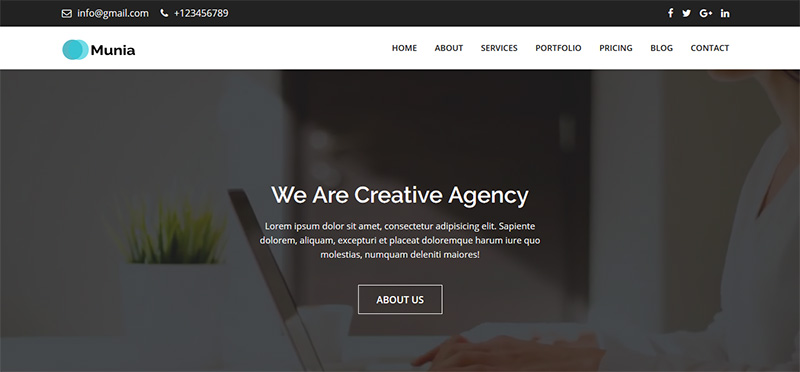 info@gmail.com +123456789
Munia HOME ABOUT SERVICES PORTFOLIO PRICING BLOG CONTACT
We Are Creative Agency
Lorem ipsum dolor sit amet, consectetur adipisicing elit. Sapiente
dolorem, aliquam, excepturi et placeat doloremque harum iure quo
molestias, numquam deleniti maiores!
ABOUT US